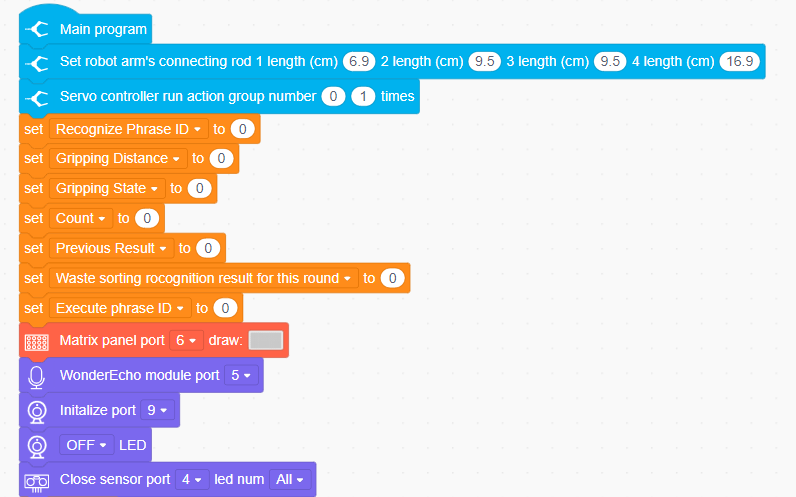 Main program
Set robot arm's connecting rod 1 length (cm) 6.9 2 length (cm) 9.5 3 length (cm) 9.5 4 length (cm) 16.9
Servo controller run action group number 0 1 times
set Recognize Phrase ID to 0
set Gripping Distance to 0
set Gripping State to 0
set Count to 0
set Previous Result to 0
set Waste sorting rocognition result for this round to 0
set Execute phrase ID to 0
Matrix panel port 6 draw:
WonderEcho module port 5
Initalize port 9
OFF LED
Close sensor port 4 led num All